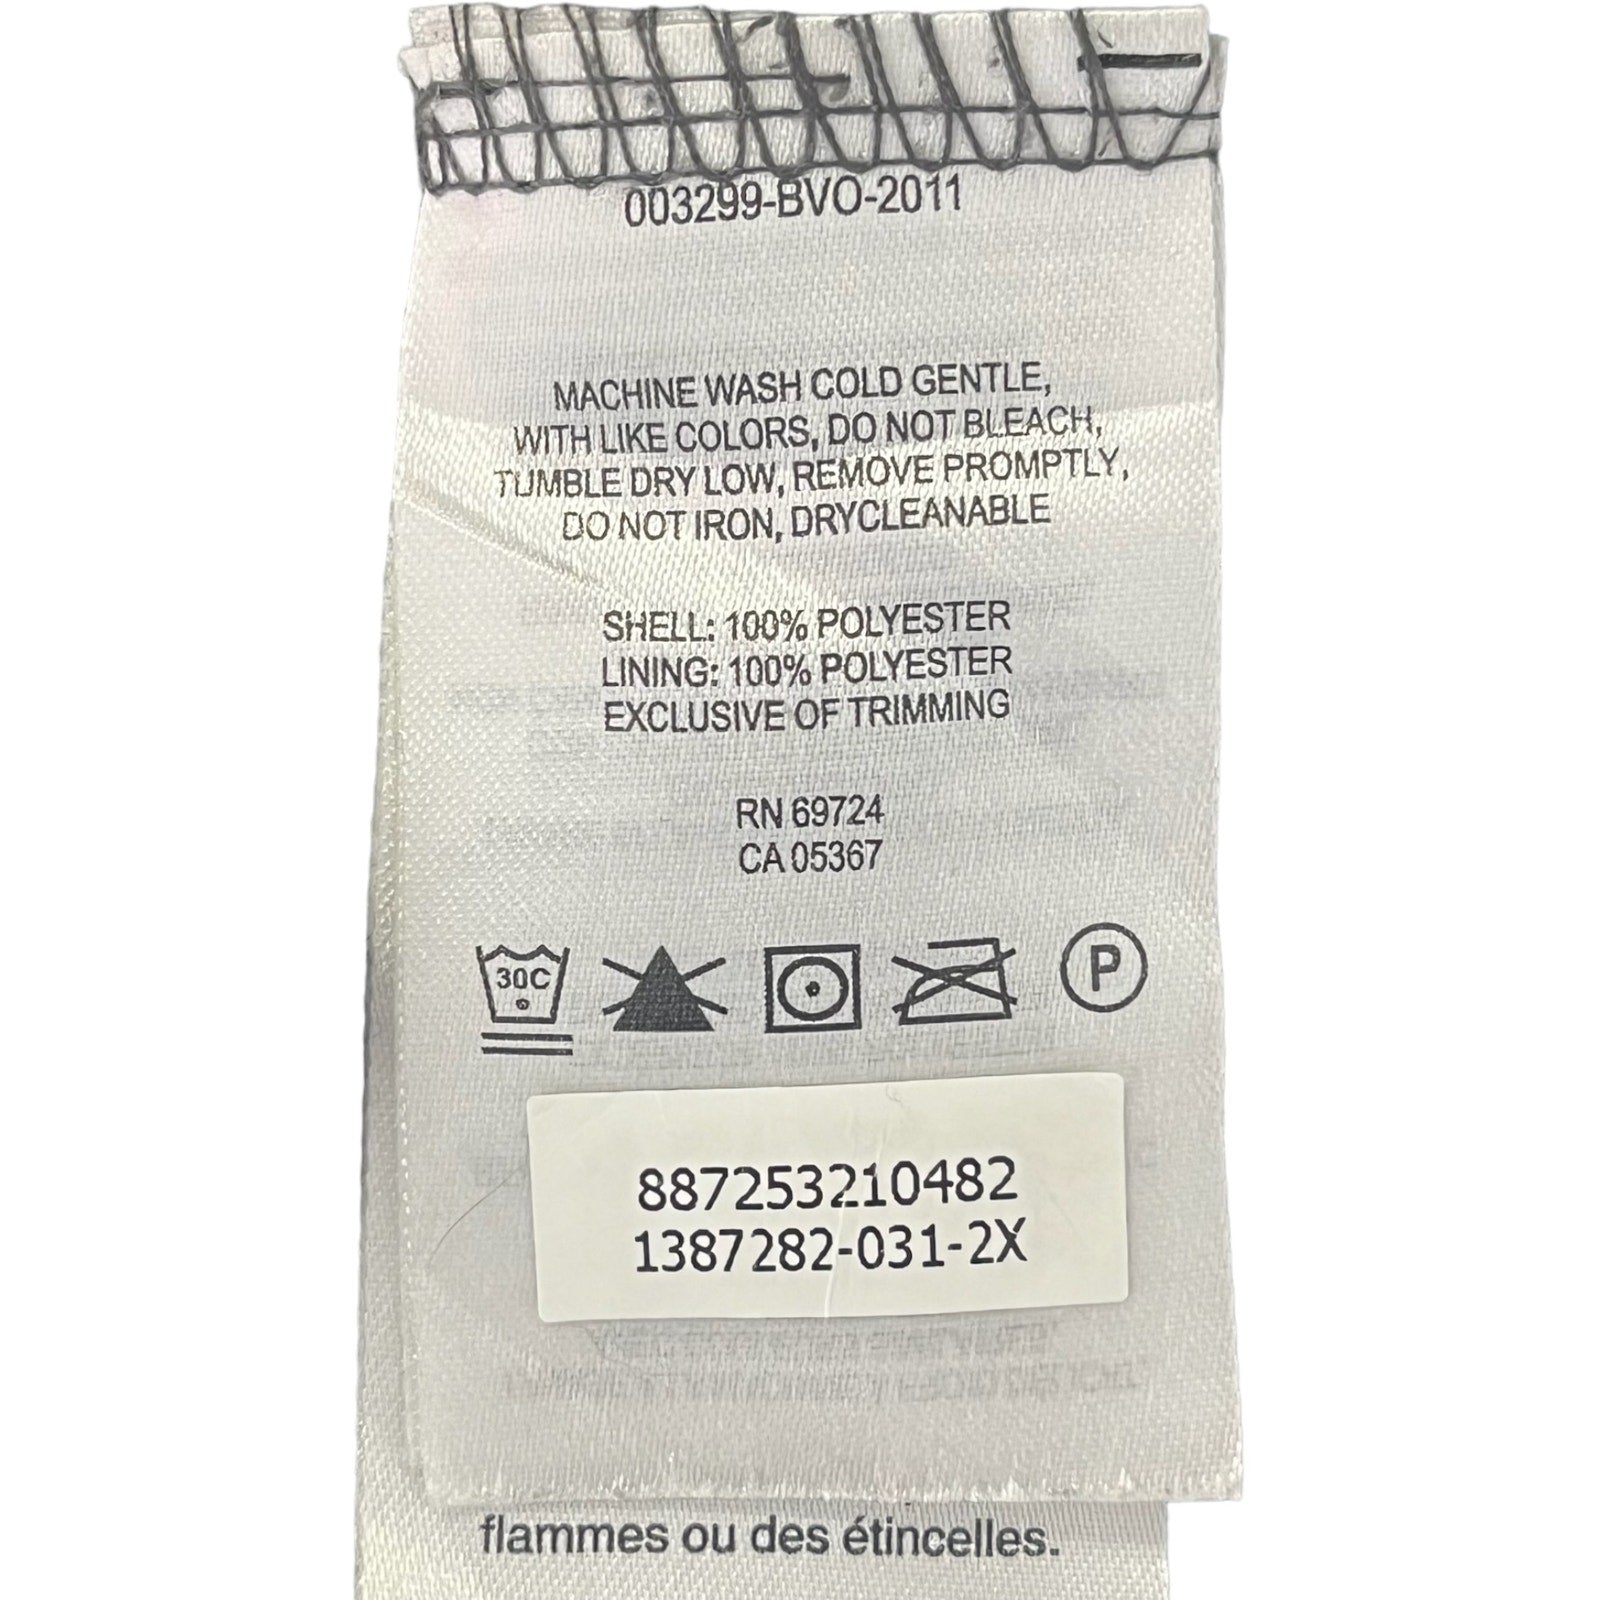 003299-BVO-2011
MACHINE WASH COLD GENTLE,
WITH LIKE COLORS, DO NOT BLEACH,
TUMBLE DRY LOW, REMOVE PROMPTLY,
DO NOT IRON, DRYCLEANABLE
SHELL: 100% POLYESTER
LINING: 100% POLYESTER
EXCLUSIVE OF TRIMMING
RN 69724
CA 05367
30C
P
887253210482
1387282-031-2X
flammes ou des étincelles.